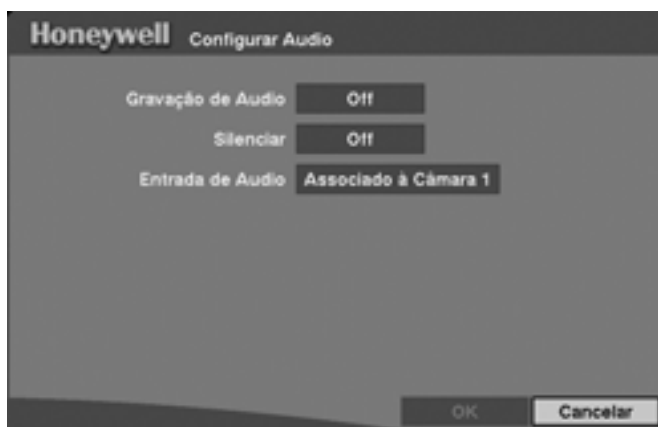 Honeywell Configurar Audio
Gravação de Audio Off
Silenciar Off
Entrada de Audio Associado à Câmara 1
OK Cancelar